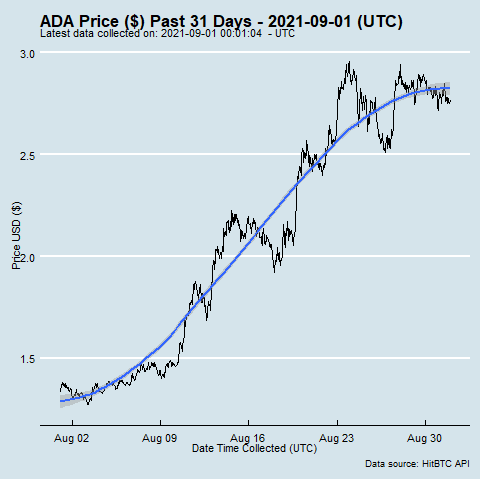 ADA Price ($) Past 31 Days - 2021-09-01 (UTC)
Latest data collected on: 2021-09-01 00:01:04 - UTC
3.0
2.5
2.0
1.5
Price USD ($)
Aug 02 Aug 09 Aug 16 Aug 23 Aug 30
Date Time Collected (UTC)
Data source: HitBTC API